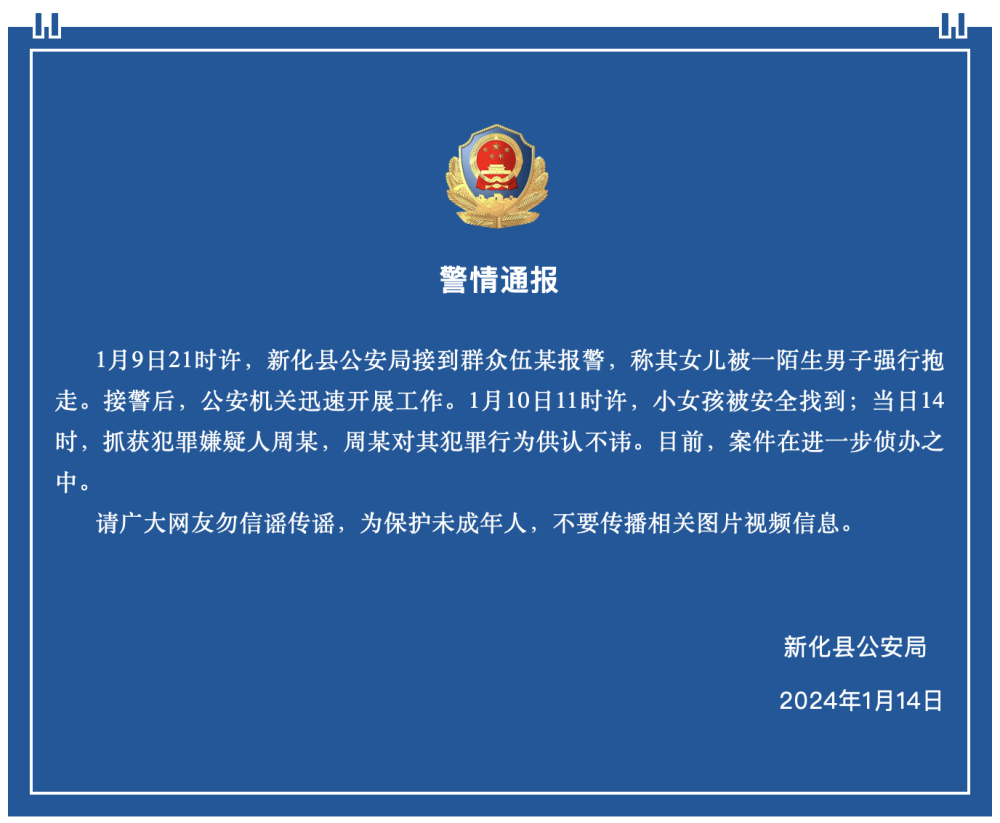 警情通报
1月9日21时许，新化县公安局接到群众伍某报警，称其女儿被一陌生男子强行抱
走。接警后，公安机关迅速开展工作。1月10日11时许，小女孩被安全找到；当日14
时，抓获犯罪嫌疑人周某，周某对其犯罪行为供认不讳。目前，案件在进一步侦办之
中。
请广大网友勿信谣传谣，为保护未成年人，不要传播相关图片视频信息。
新化县公安局
2024年1月14日